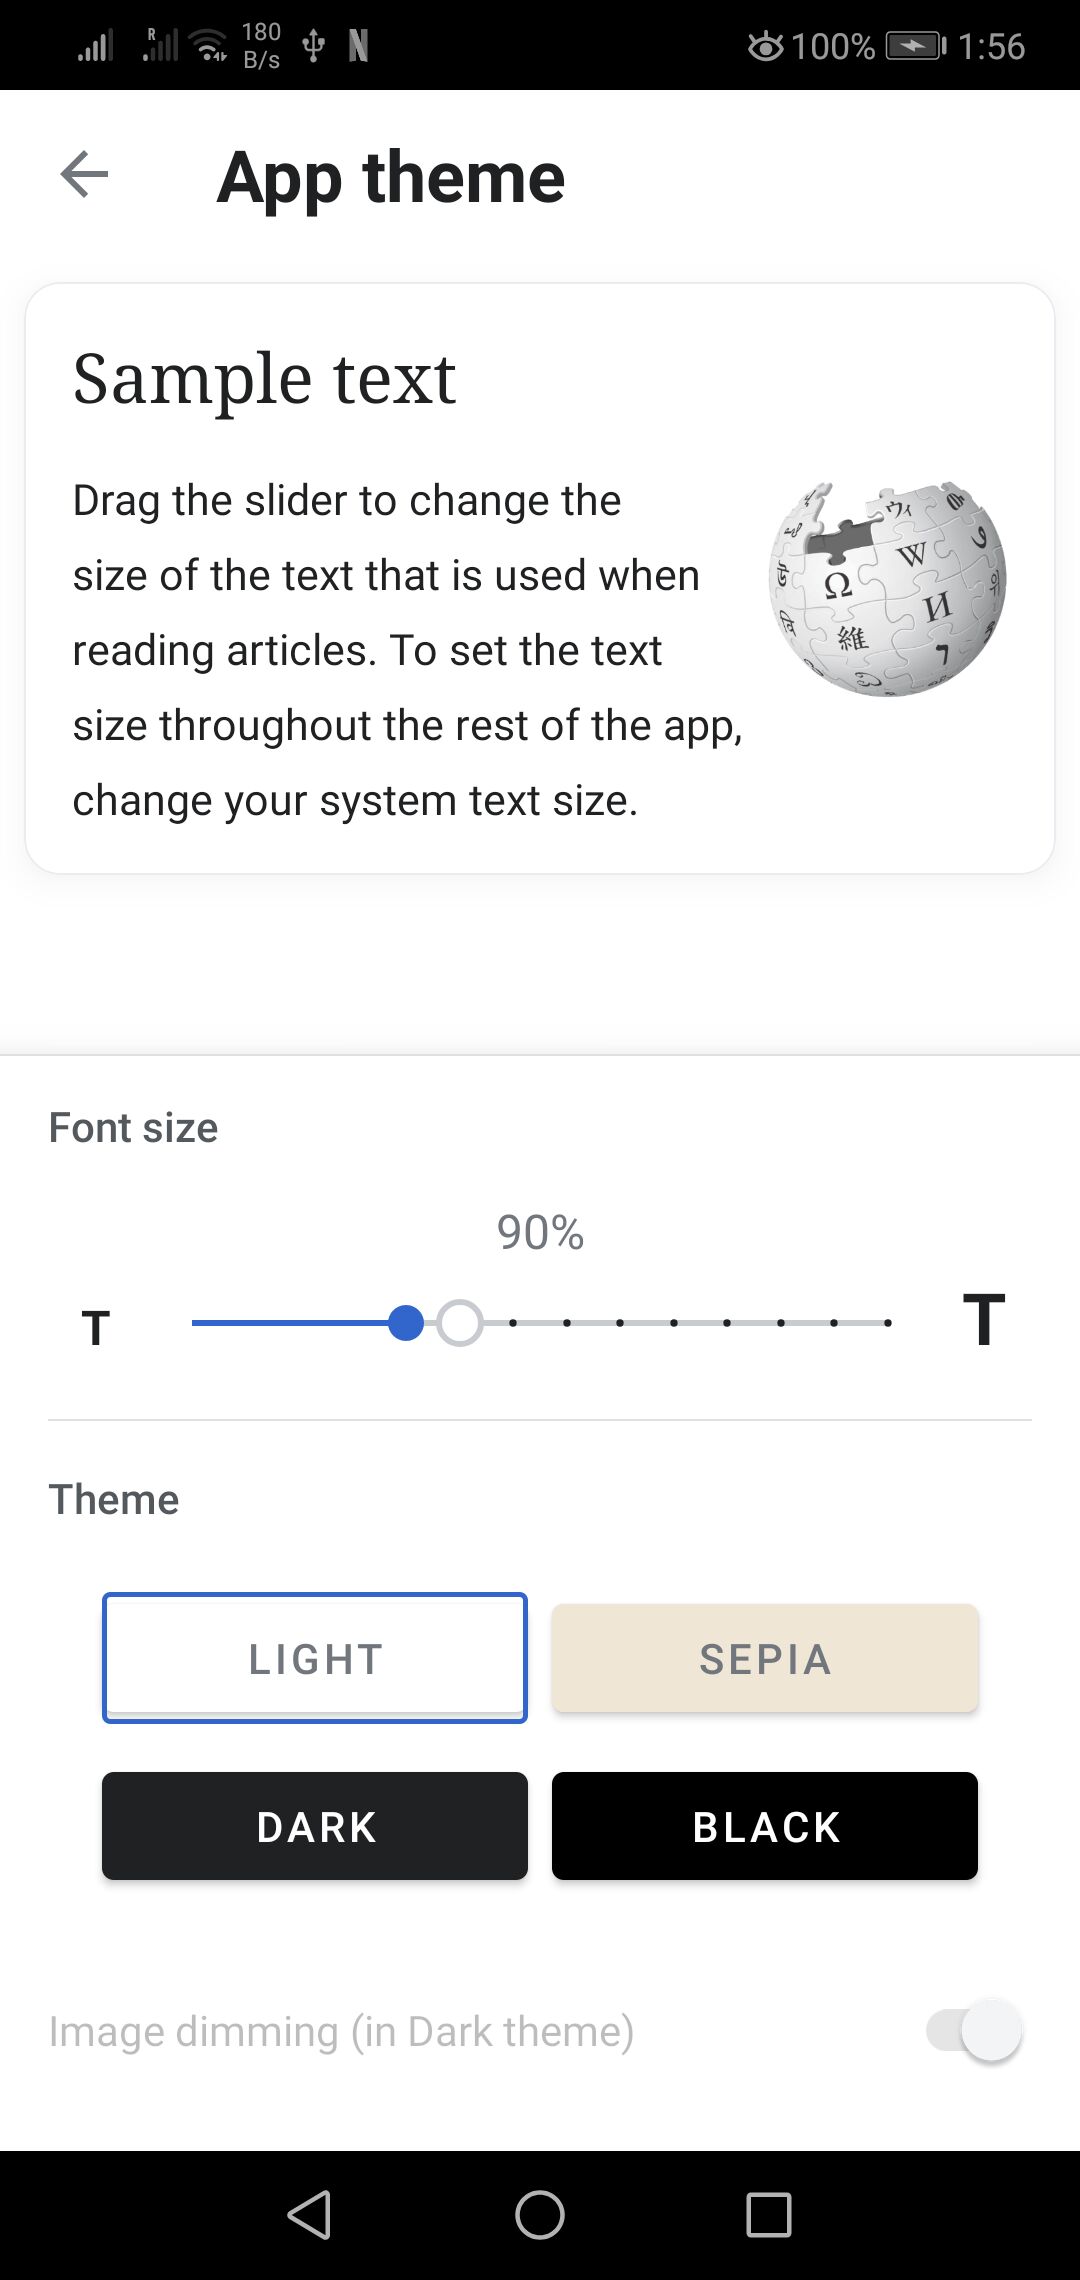 R
180
B/s
100%
1:56
App theme
Sample text
Drag the slider to change the
size of the text that is used when
reading articles. To set the text
size throughout the rest of the app,
change your system text size.
Ω W И 維
ウィ
Font size
90%
T T
Theme
LIGHT
SEPIA
DARK
BLACK
Image dimming (in Dark theme)